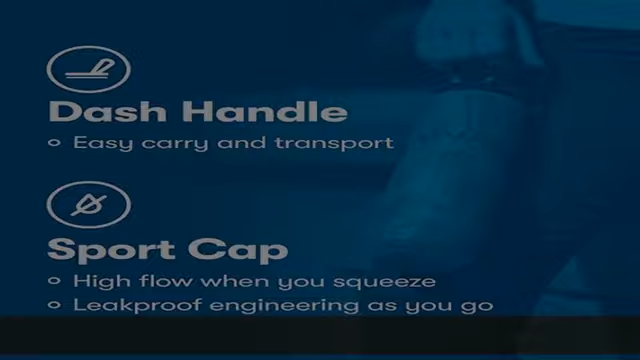 Dash Handle
Easy carry and transport
Sport Cap
High flow when you squeeze
Leakproof engineering as you go